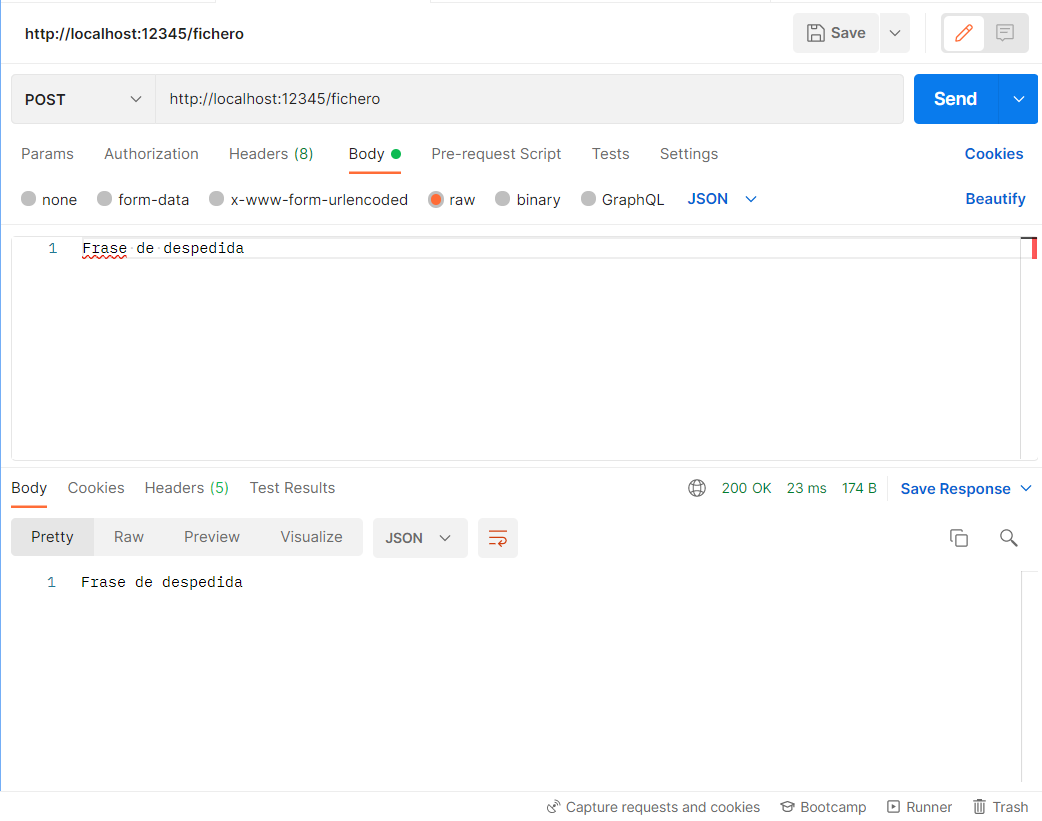 http://localhost:12345/fichero Save
POST http://localhost:12345/fichero Send
Params Authorization Headers (8) Body Pre-request Script Tests Settings Cookies
none form-data x-www-form-urlencoded raw binary GraphQL JSON Beautify
1 Frase de despedida
Body Cookies Headers (5) Test Results 200 OK 23 ms 174 B Save Response
Pretty Raw Preview Visualize JSON
1 Frase de despedida
Capture requests and cookies Bootcamp Runner Trash